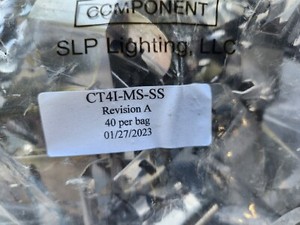 COMPONENT
SLP Lighting, LLC
CT4I-MS-SS
Revision A
40 per bag
01/27/2023